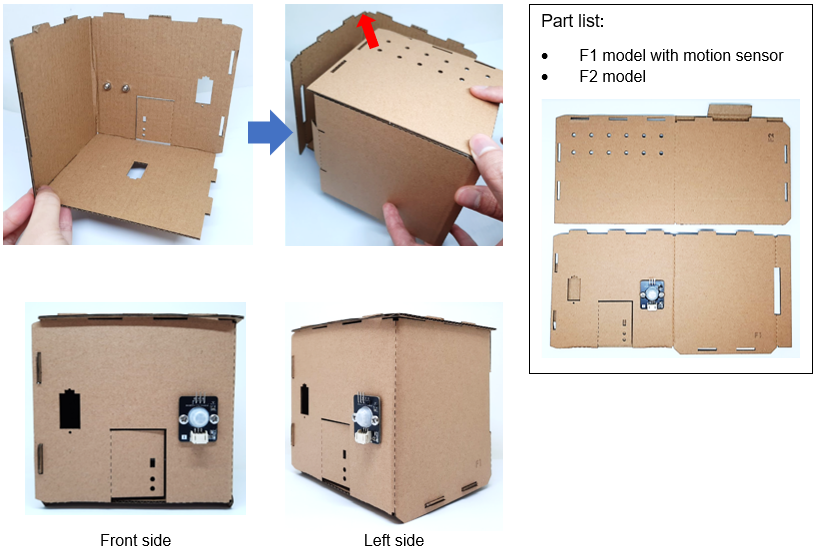 Part list:
• F1 model with motion sensor
• F2 model
F2
F1
F1
Front side
Left side